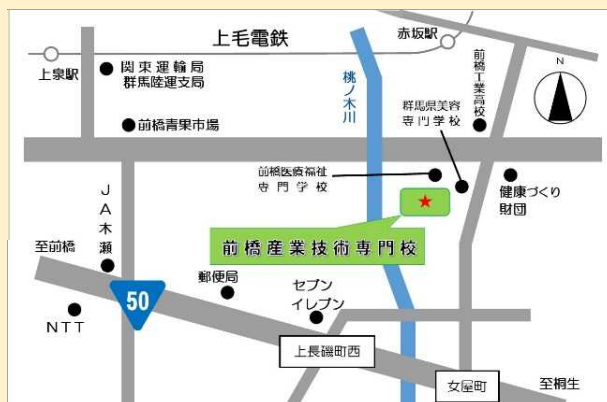 上毛電鉄
赤坂駅
上泉駅
関東運輸局
群馬陸運支局
前橋青果市場
桃ノ木川
前橋工業高校
群馬県美容
専門学校
N
前橋医療福祉
専門学校
健康づくり
財団
JA木瀬
前橋産業技術専門校
至前橋
50
郵便局
セブン
イレブン
NTT
上長磯町西
女屋町
至桐生